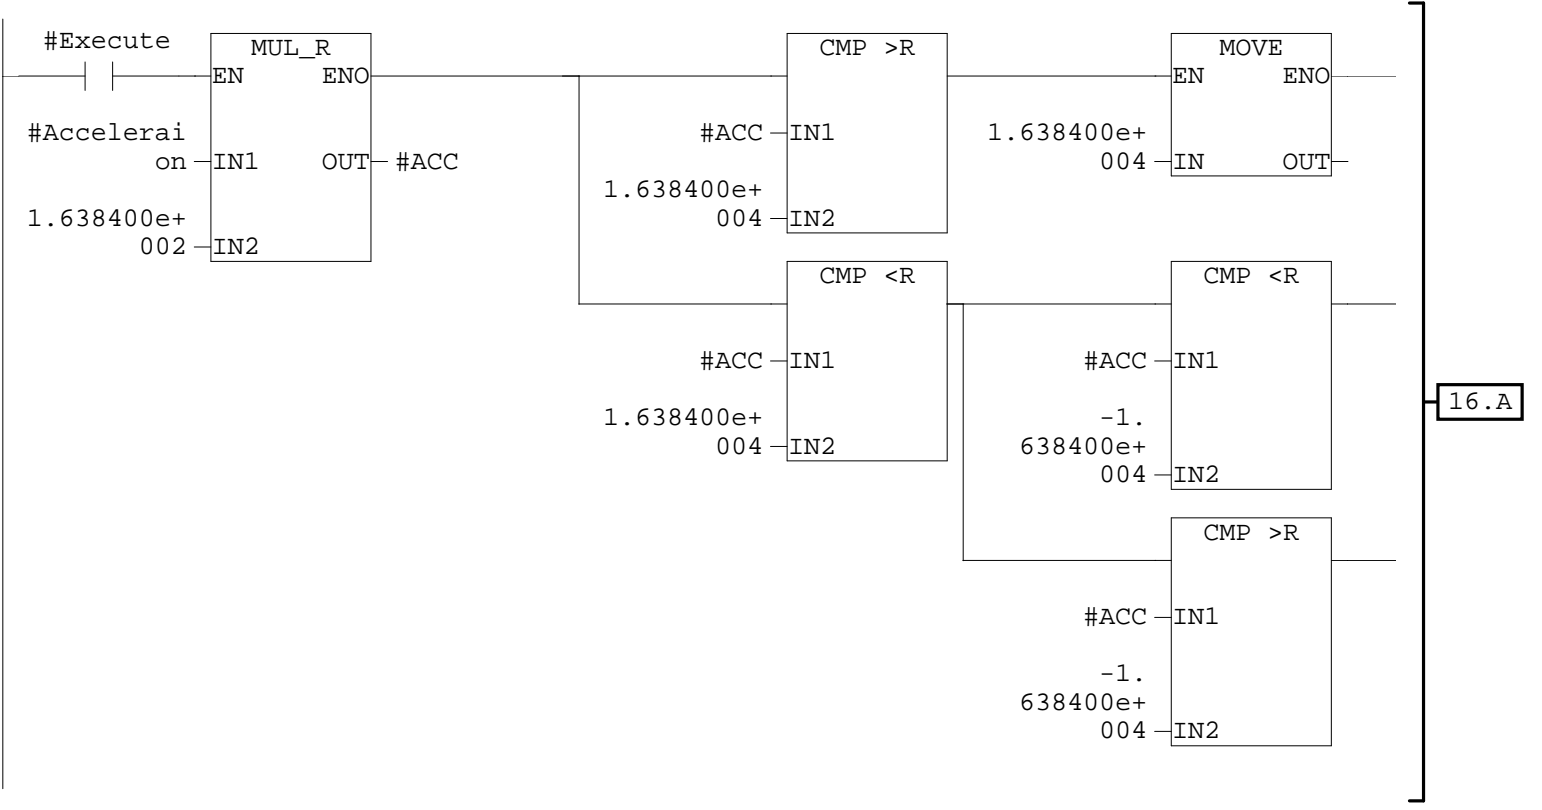 #Execute
MUL_R
CMP >R
MOVE
EN ENO
EN ENO
#Accelerai
#ACC IN1
1.638400e+
on IN1 OUT #ACC
004 IN OUT
1.638400e+
1.638400e+
004 IN2
002 IN2
CMP <R
CMP <R
#ACC IN1
#ACC IN1
1.638400e+
-1.
004 IN2
638400e+
004 IN2
CMP >R
#ACC IN1
-1.
638400e+
004 IN2
16.A